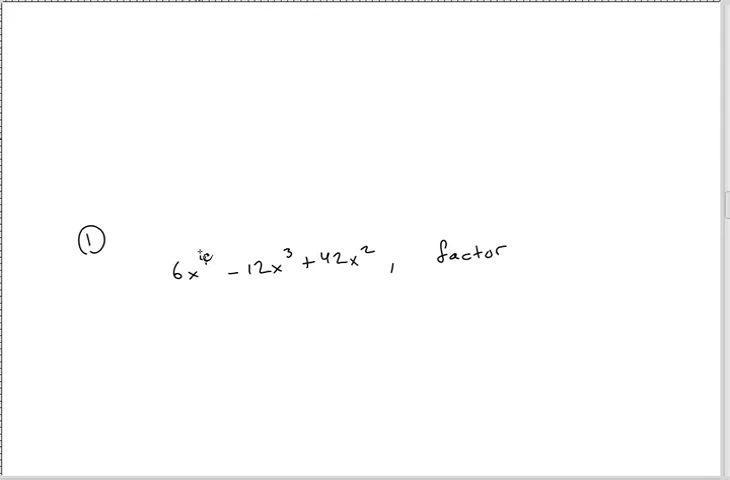 ① 6x - 12x³ + 42x², factor